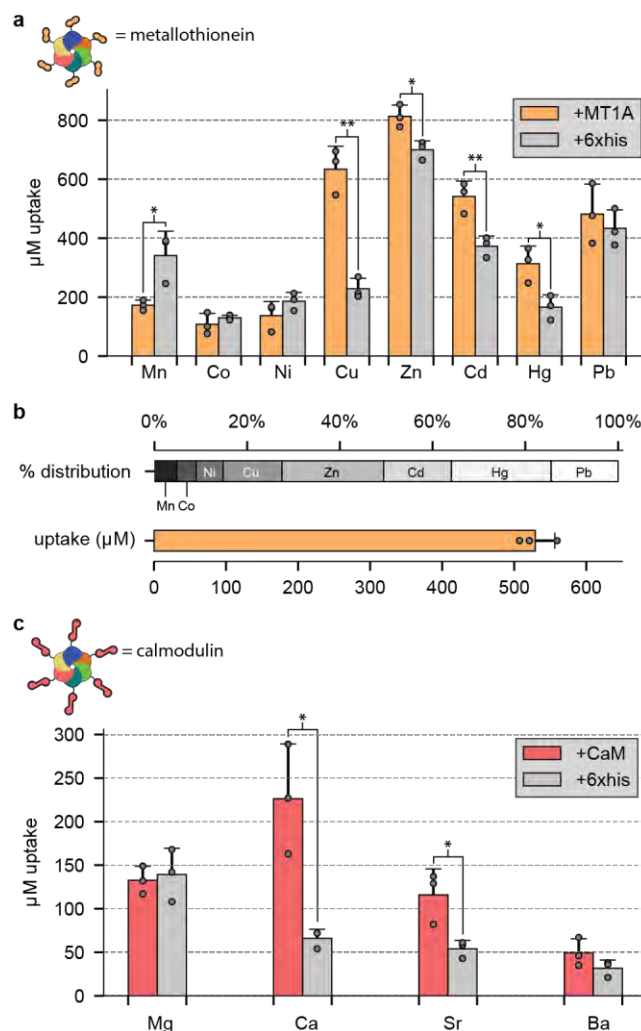 a
= metallothionein
+MT1A
+6xhis
µM uptake
800
600
400
200
0
*
**
*
**
*
Mn Co Ni Cu Zn Cd Hg Pb
b
0% 20% 40% 60% 80% 100%
% distribution
Ni Cu Zn Cd Hg Pb
Mn Co
uptake (µM)
0 100 200 300 400 500 600
c
= calmodulin
+CaM
+6xhis
µM uptake
300
250
200
150
100
50
0
*
*
Mg Ca Sr Ba